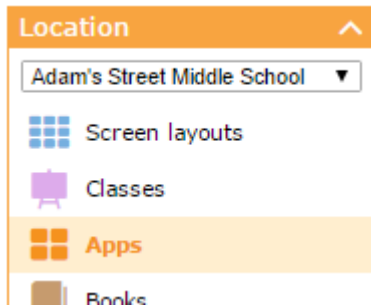 Location
Adam's Street Middle School
Screen layouts
Classes
Apps
Books